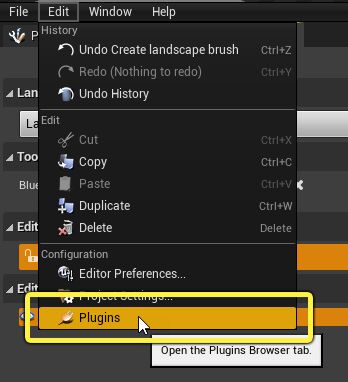 File Edit Window Help
P
History
Undo Create landscape brush Ctrl+Z
Redo (Nothing to redo) Ctrl+Y
Undo History
Lan
La
Edit
Cut Ctrl+X
Copy Ctrl+C
Too
Paste Ctrl+V
Blue
Duplicate Ctrl+W
Edit
Delete Delete
Configuration
Editor Preferences...
Edit
Project Settings...
Plugins
Open the Plugins Browser tab.